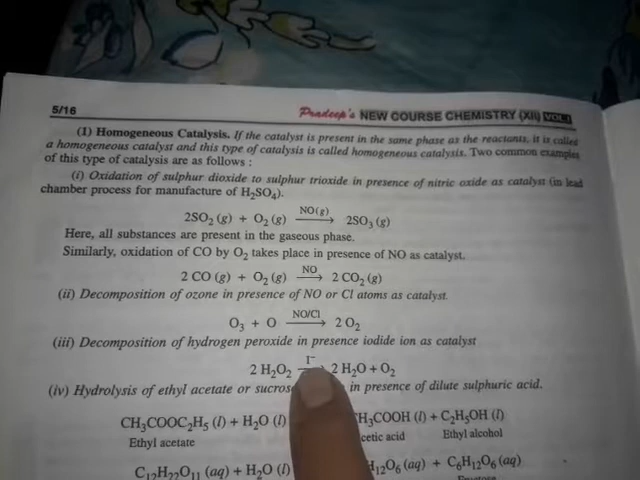 5/16 Pradeep's NEW COURSE CHEMISTRY (XII) VOL.I
(1) Homogeneous Catalysis. If the catalyst is present in the same phase as the reactants, it is called
a homogeneous catalyst and this type of catalysis is called homogeneous catalysis. Two common examples
of this type of catalysis are as follows :
(i) Oxidation of sulphur dioxide to sulphur trioxide in presence of nitric oxide as catalyst (in lead
chamber process for manufacture of H₂SO₄).
NO(g)
2SO₂ (g) + O₂ (g) ⟶ 2SO₃ (g)
Here, all substances are present in the gaseous phase.
Similarly, oxidation of CO by O₂ takes place in presence of NO as catalyst.
NO
2 CO (g) + O₂ (g) ⟶ 2 CO₂ (g)
(ii) Decomposition of ozone in presence of NO or Cl atoms as catalyst.
NO/Cl
O₃ + O ⟶ 2 O₂
(iii) Decomposition of hydrogen peroxide in presence iodide ion as catalyst
I⁻
2 H₂O₂ ⟶ 2 H₂O + O₂
(iv) Hydrolysis of ethyl acetate or in presence of dilute sulphuric acid.
CH₃COOC₂H₅ (l) + H₂O (l) H₃COOH (l) + C₂H₅OH (l)
Ethyl acetate cetic acid Ethyl alcohol
C₁₂H₂₂O₁₁ (aq) + H₂O (l) H₁₂O₆ (aq) + C₆H₁₂O₆ (aq)